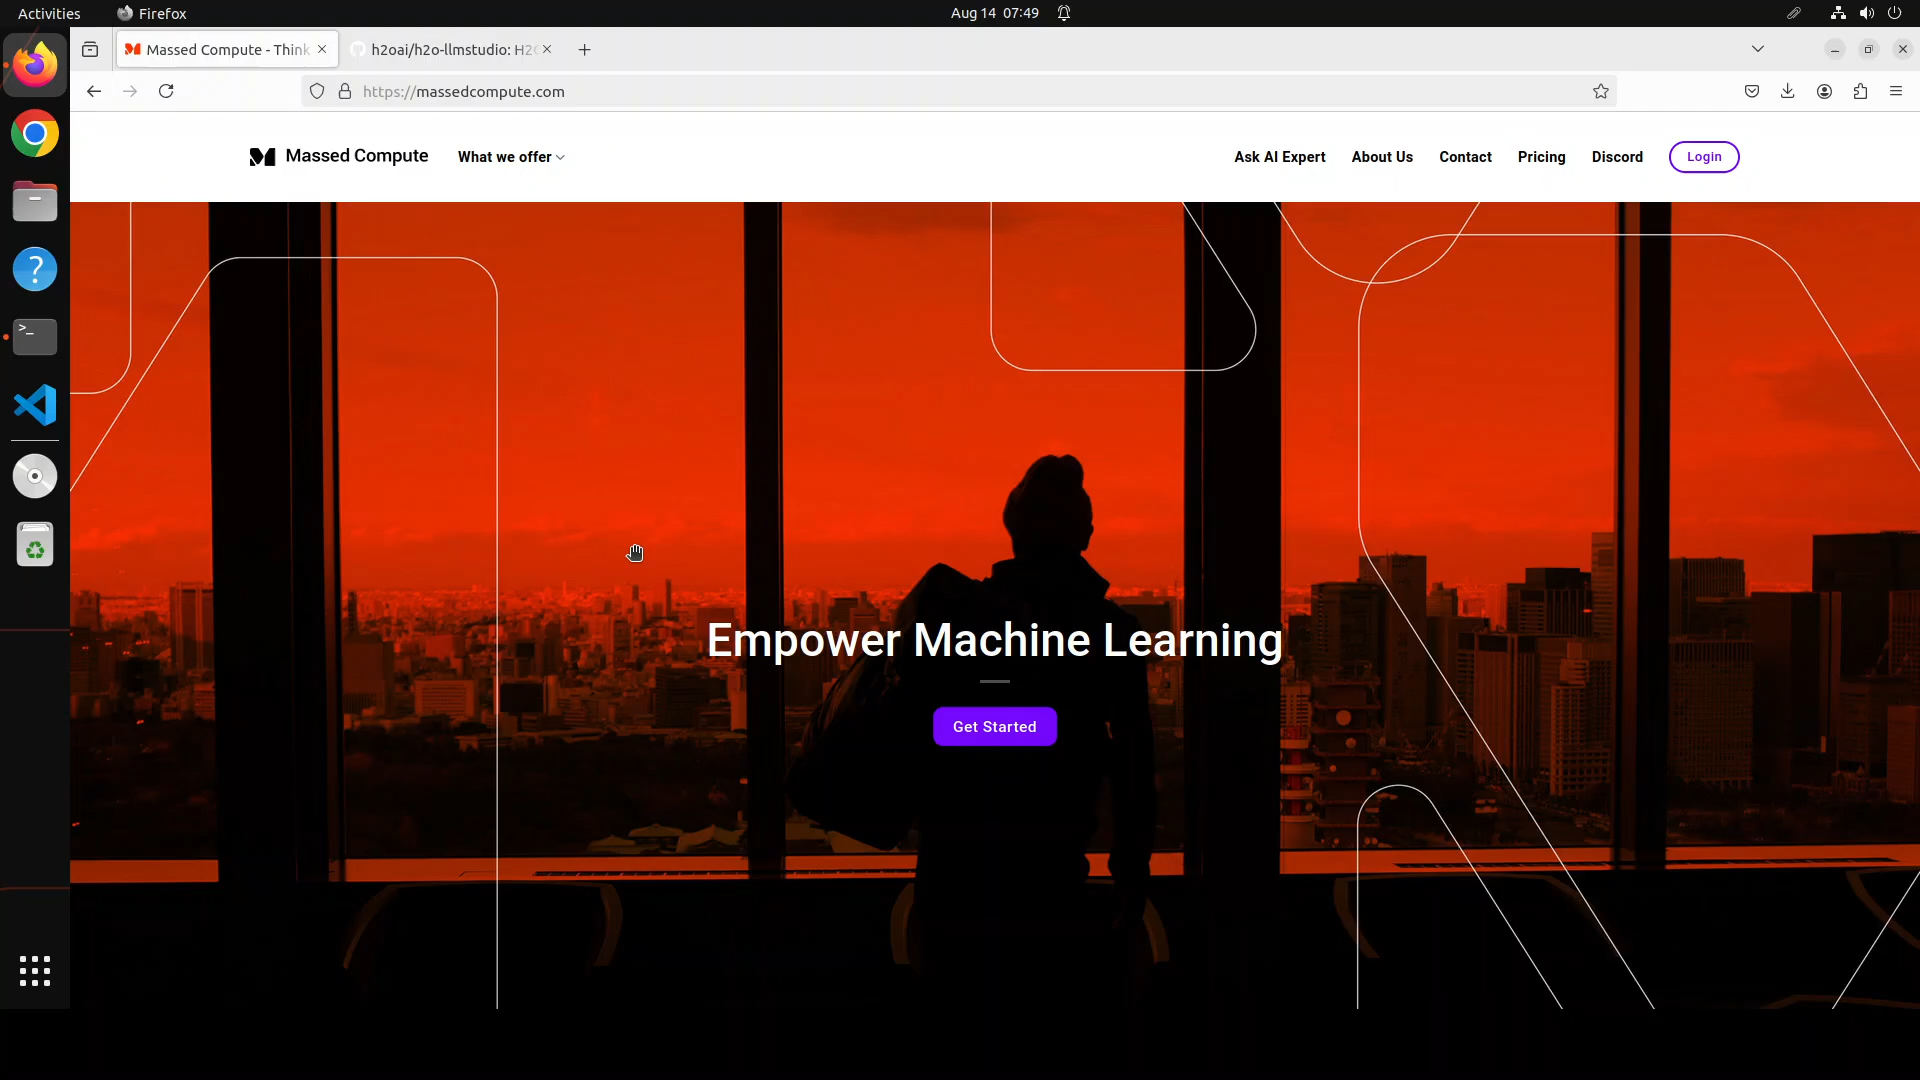 Activities
Firefox
Aug 14 07:49
Massed Compute - Think
h2oai/h2o-llmstudio: H2
https://massedcompute.com
Massed Compute
What we offer
Ask AI Expert
About Us
Contact
Pricing
Discord
Login
Empower Machine Learning
Get Started